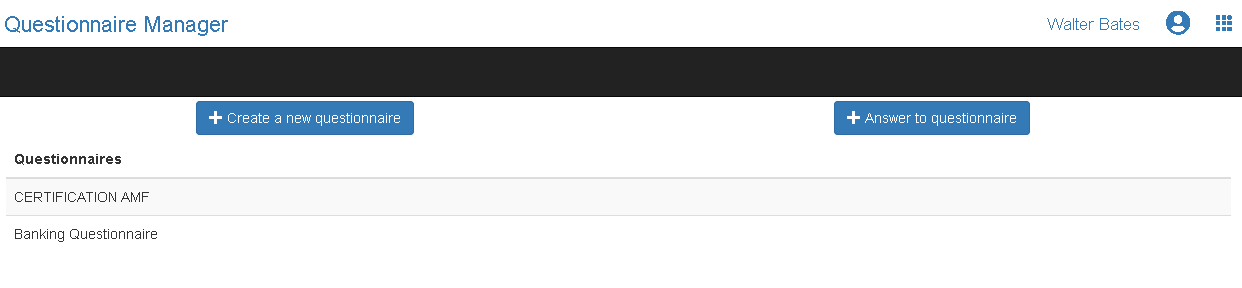 Questionnaire Manager
Walter Bates
Create a new questionnaire
Answer to questionnaire
Questionnaires
CERTIFICATION AMF
Banking Questionnaire